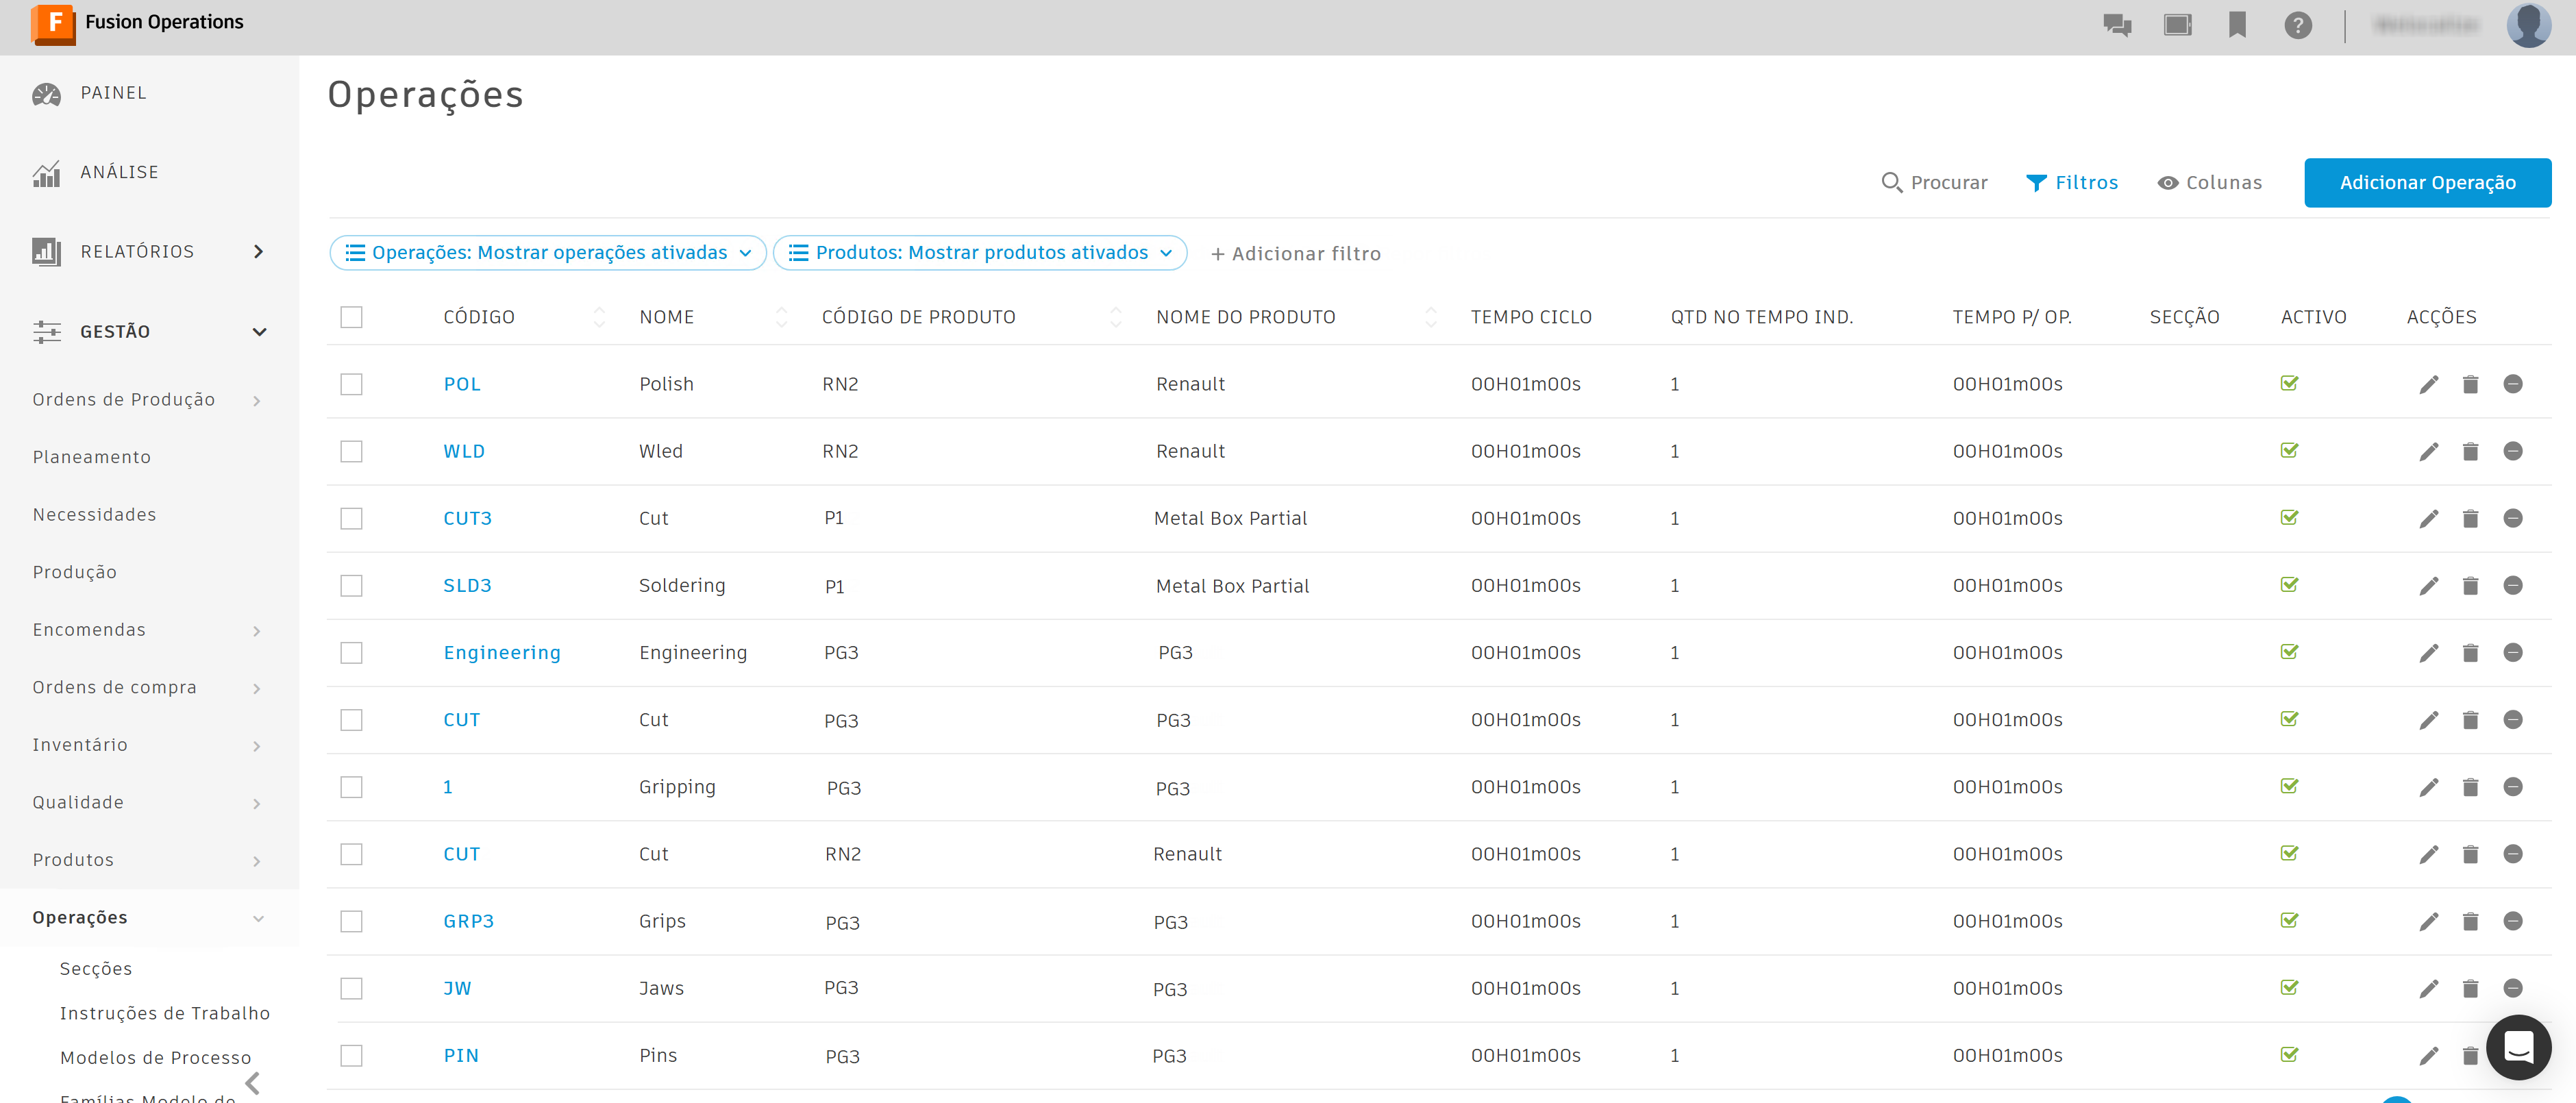 F Fusion Operations
PAINEL
ANÁLISE
RELATÓRIOS
GESTÃO
Ordens de Produção
Planeamento
Necessidades
Produção
Encomendas
Ordens de compra
Inventário
Qualidade
Produtos
Operações
Secções
Instruções de Trabalho
Modelos de Processo
Famílias Modelo de
Operações
Procurar Filtros Colunas Adicionar Operação
Operações: Mostrar operações ativadas Produtos: Mostrar produtos ativados + Adicionar filtro
CÓDIGO NOME CÓDIGO DE PRODUTO NOME DO PRODUTO TEMPO CICLO QTD NO TEMPO IND. TEMPO P/ OP. SECÇÃO ACTIVO ACÇÕES
POL Polish RN2 Renault 00H01m00s 1 00H01m00s
WLD Wled RN2 Renault 00H01m00s 1 00H01m00s
CUT3 Cut P1 Metal Box Partial 00H01m00s 1 00H01m00s
SLD3 Soldering P1 Metal Box Partial 00H01m00s 1 00H01m00s
Engineering Engineering PG3 PG3 00H01m00s 1 00H01m00s
CUT Cut PG3 PG3 00H01m00s 1 00H01m00s
1 Gripping PG3 PG3 00H01m00s 1 00H01m00s
CUT Cut RN2 Renault 00H01m00s 1 00H01m00s
GRP3 Grips PG3 PG3 00H01m00s 1 00H01m00s
JW Jaws PG3 PG3 00H01m00s 1 00H01m00s
PIN Pins PG3 PG3 00H01m00s 1 00H01m00s